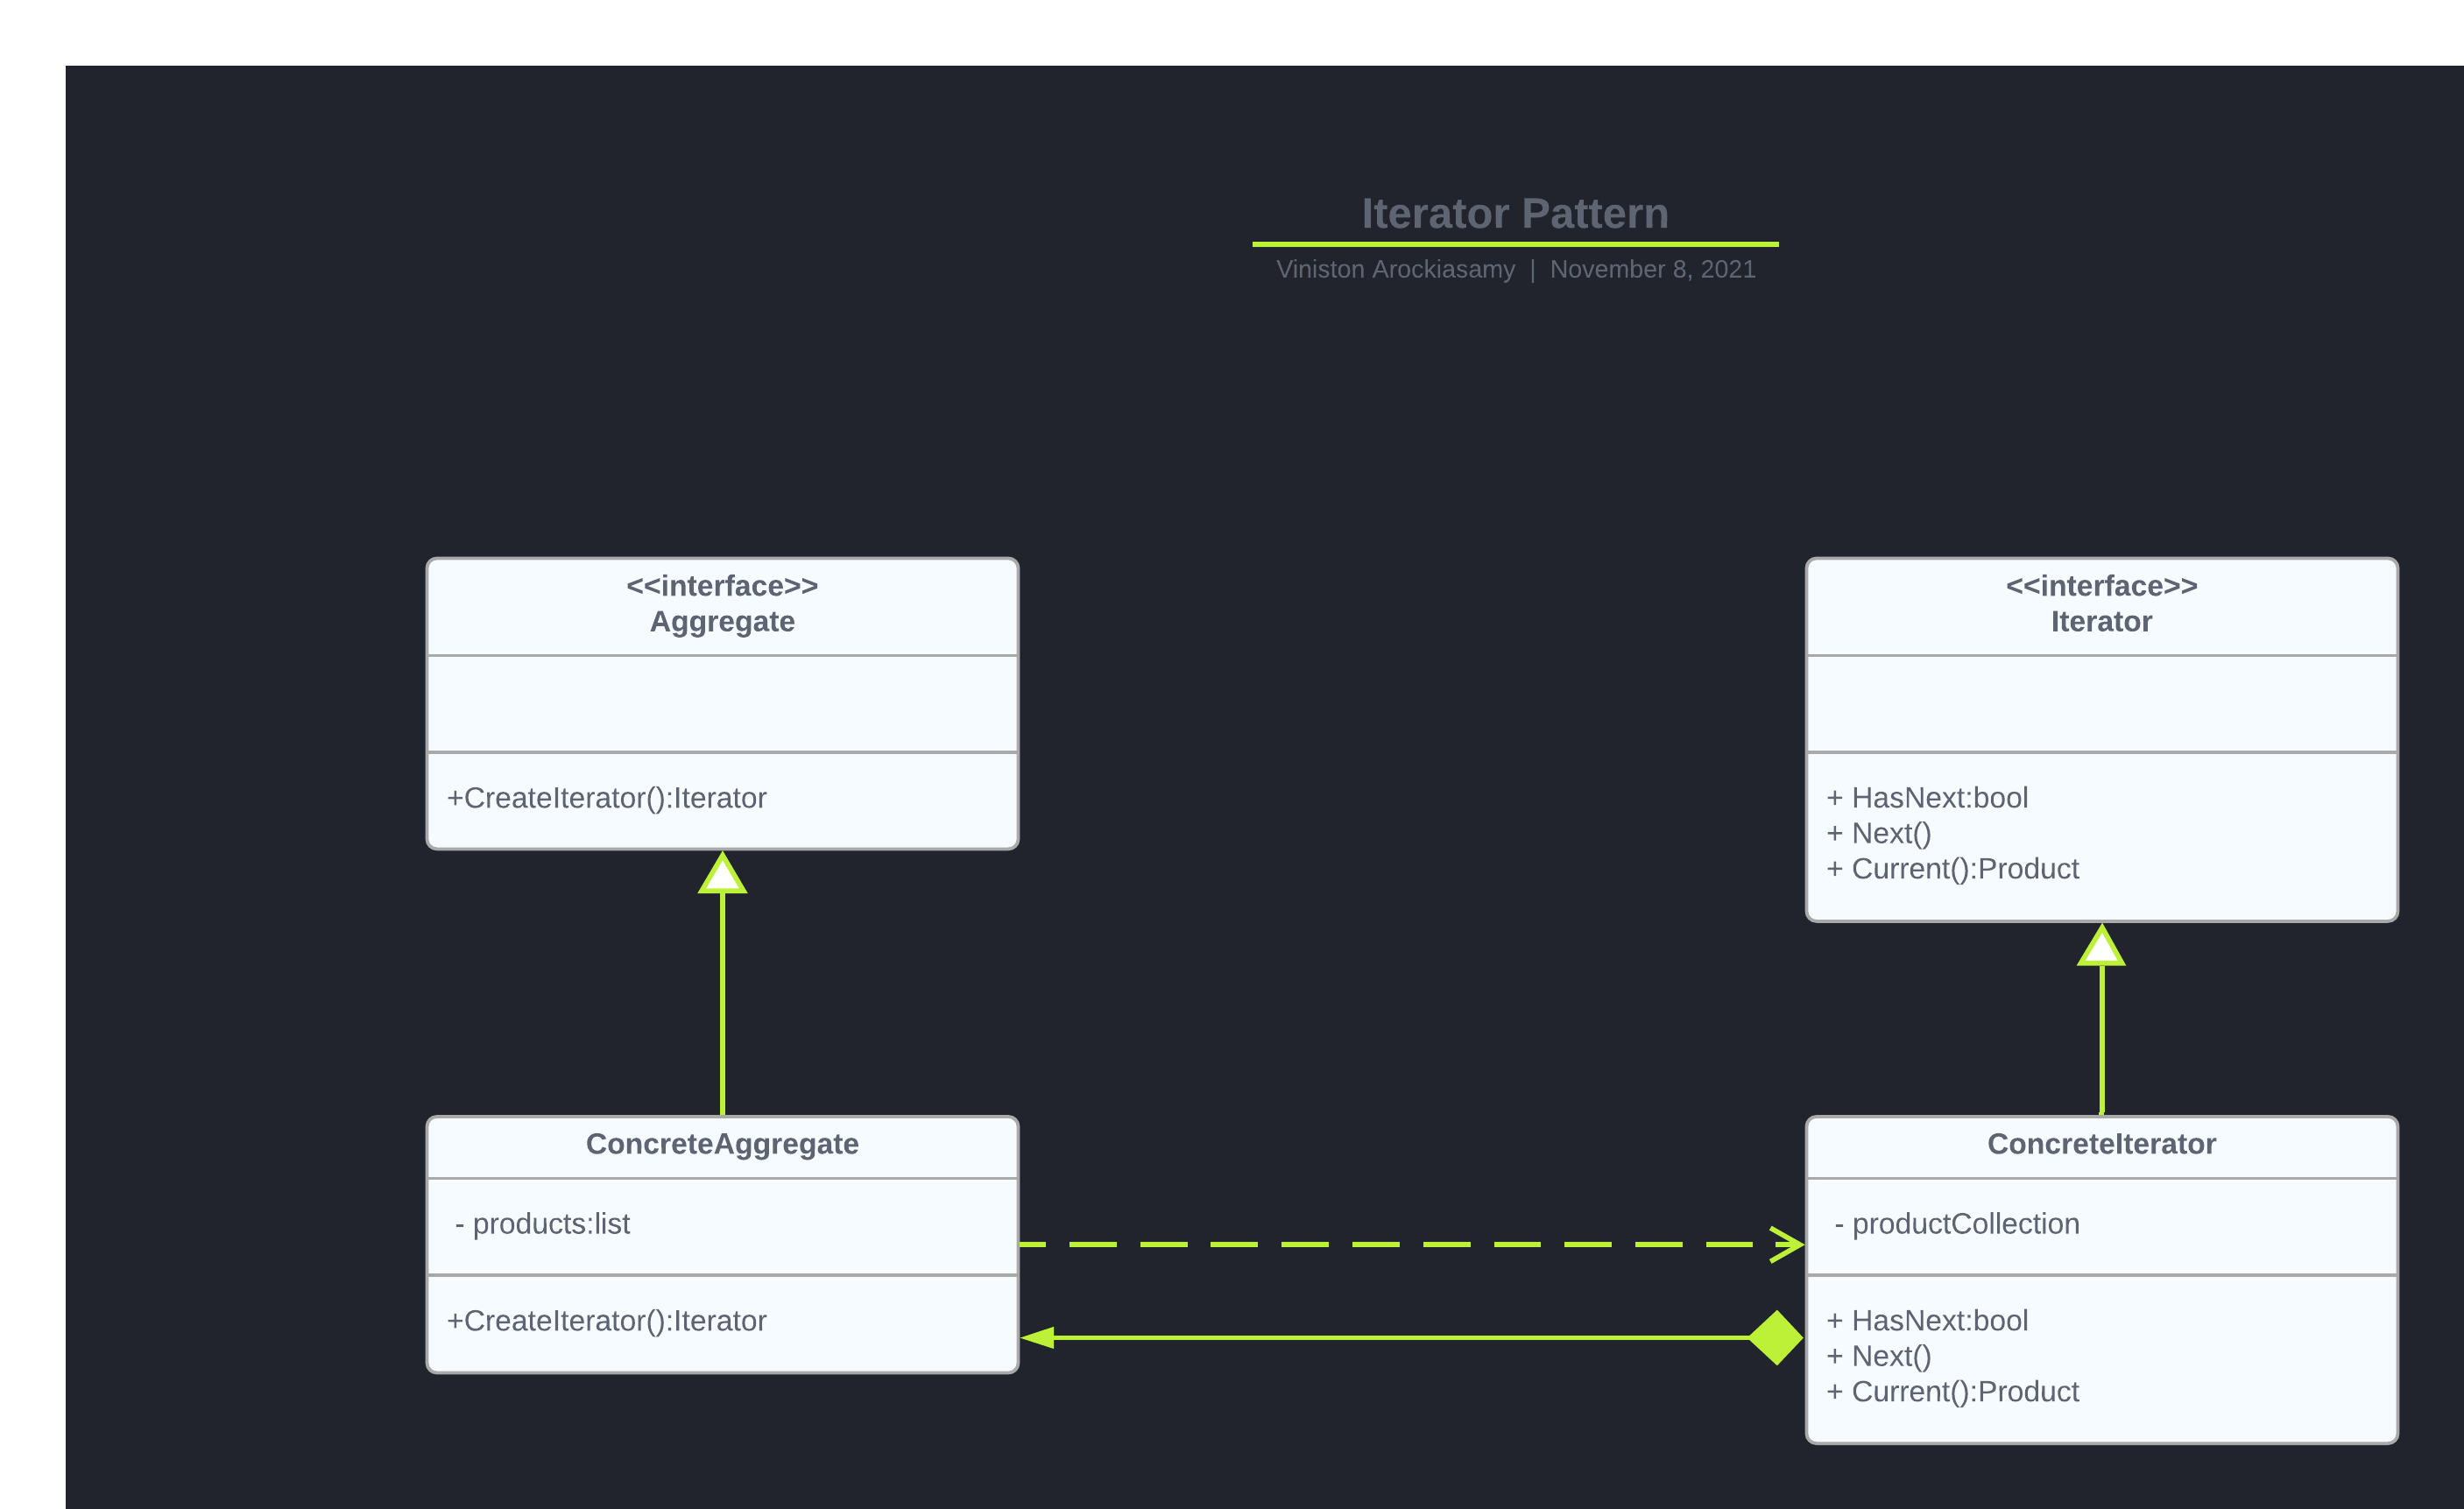 Iterator Pattern
Viniston Arockiasamy | November 8, 2021
<<interface>>
Aggregate
+CreateIterator():Iterator
<<interface>>
Iterator
+ HasNext:bool
+ Next()
+ Current():Product
ConcreteAggregate
- products:list
+CreateIterator():Iterator
ConcreteIterator
- productCollection
+ HasNext:bool
+ Next()
+ Current():Product